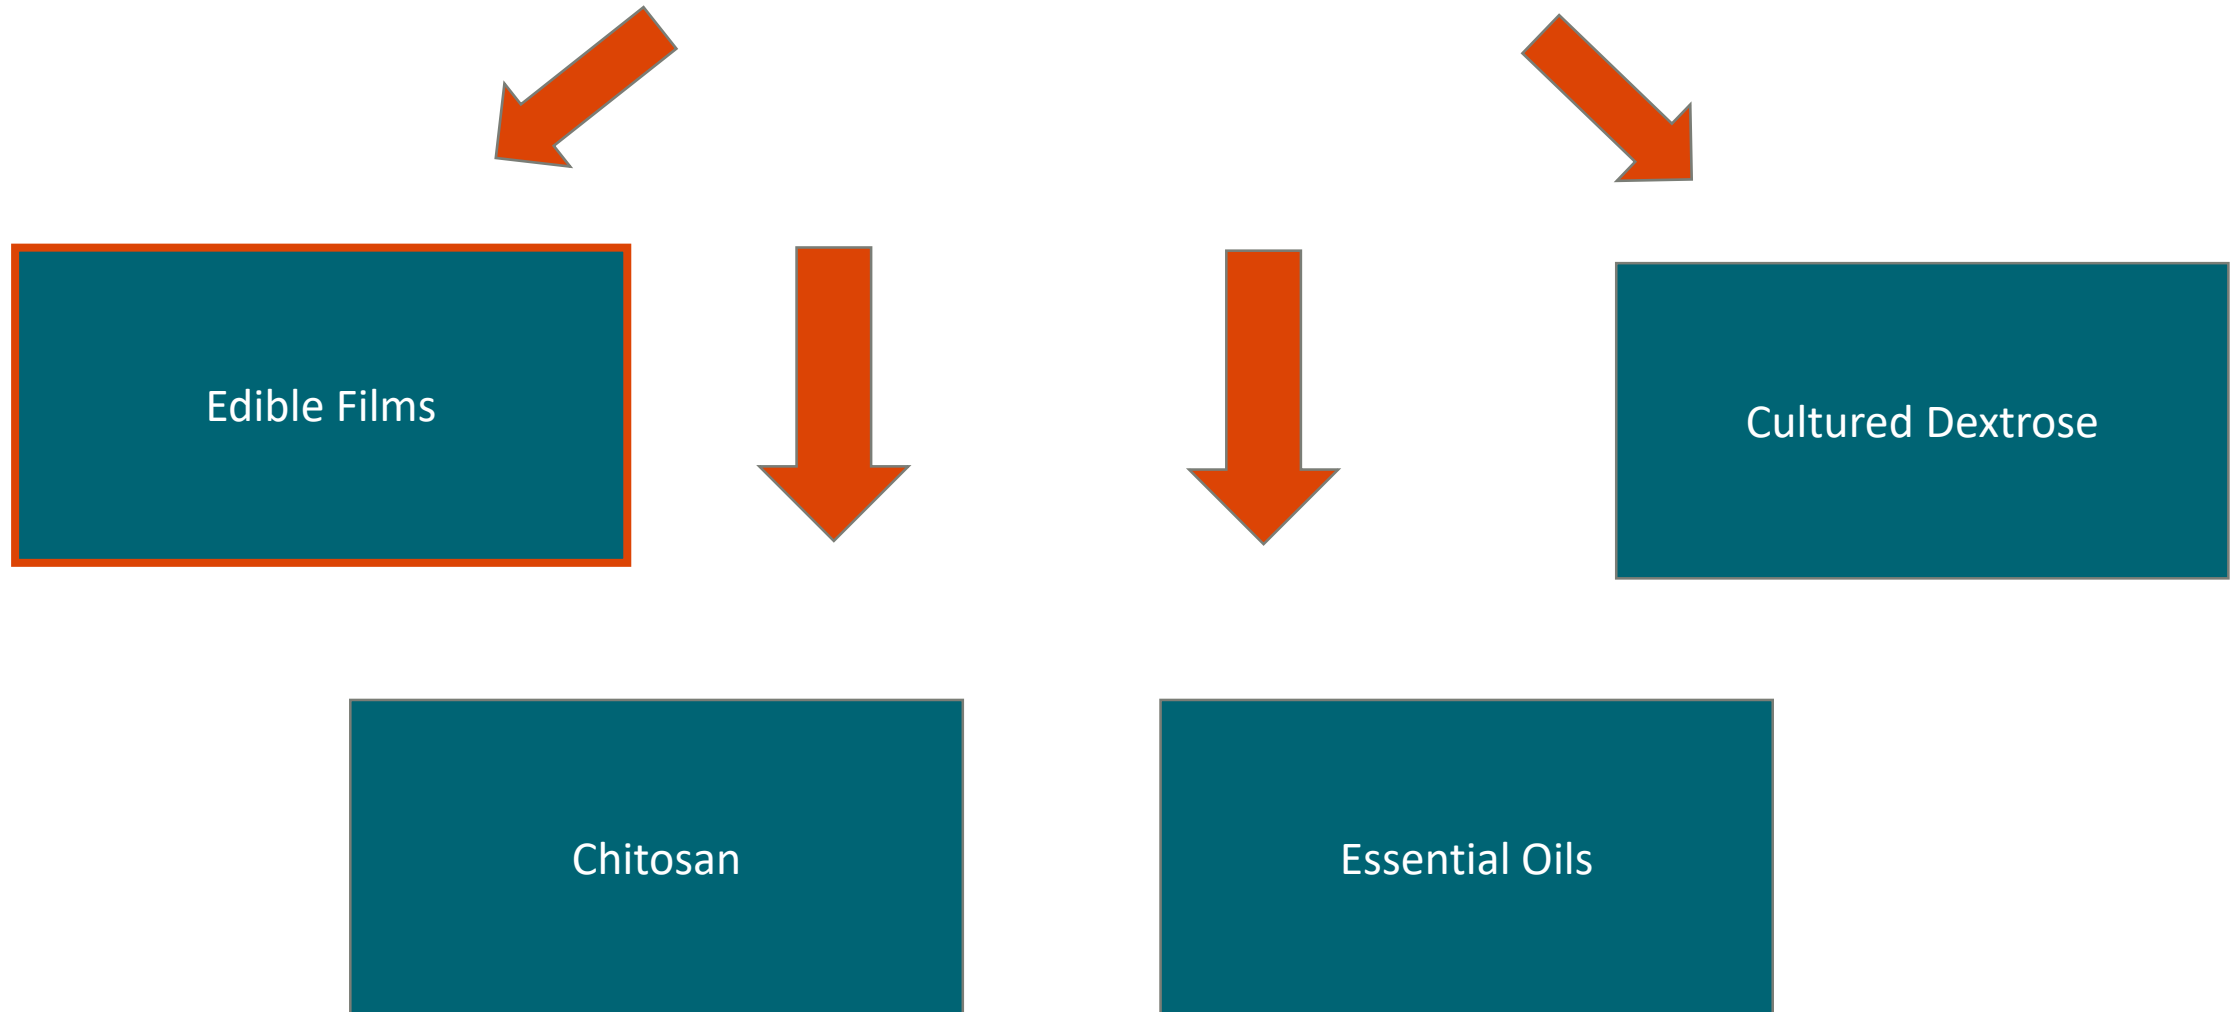 Edible Films
Cultured Dextrose
Chitosan
Essential Oils